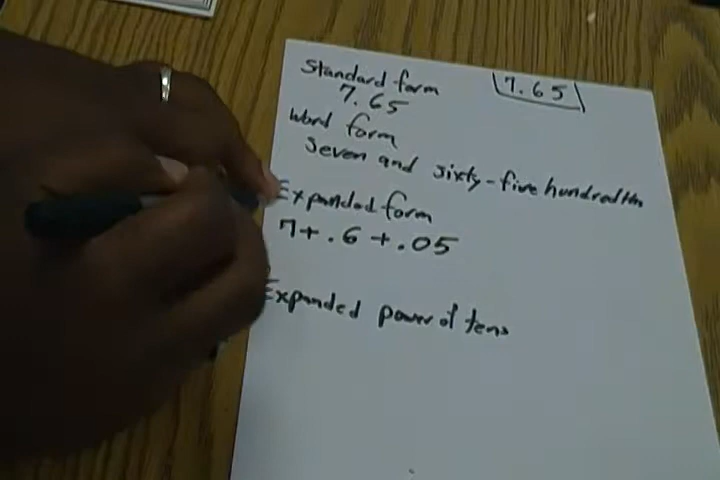 Standard form
7.65
7.65
Word form
Seven and sixty-five hundredths
Expanded form
7+.6+.05
Expanded power of tens